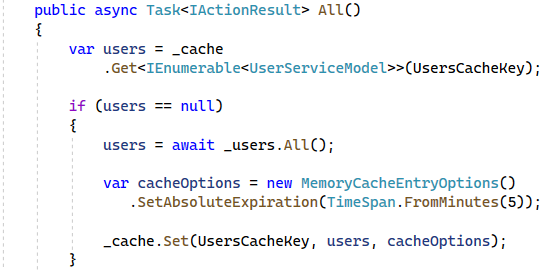 public async Task<IActionResult> All()
{
var users = _cache
.Get<IEnumerable<UserServiceModel>>(UsersCacheKey);
if (users == null)
{
users = await _users.All();
var cacheOptions = new MemoryCacheEntryOptions()
.SetAbsoluteExpiration(TimeSpan.FromMinutes(5));
_cache.Set(UsersCacheKey, users, cacheOptions);
}